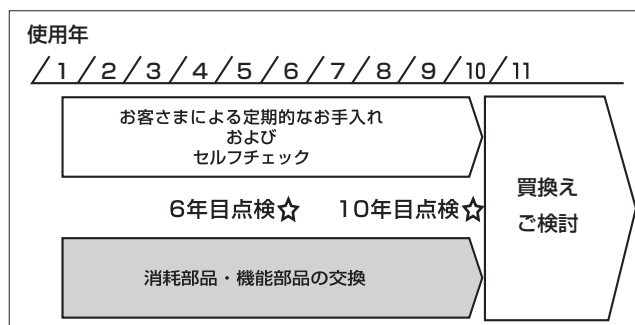 使用年
1 / 2 / 3 / 4 / 5 / 6 / 7 / 8 / 9 / 10 / 11
お客さまによる定期的なお手入れ
および
セルフチェック
6年目点検☆ 10年目点検☆
買換え
ご検討
消耗部品・機能部品の交換